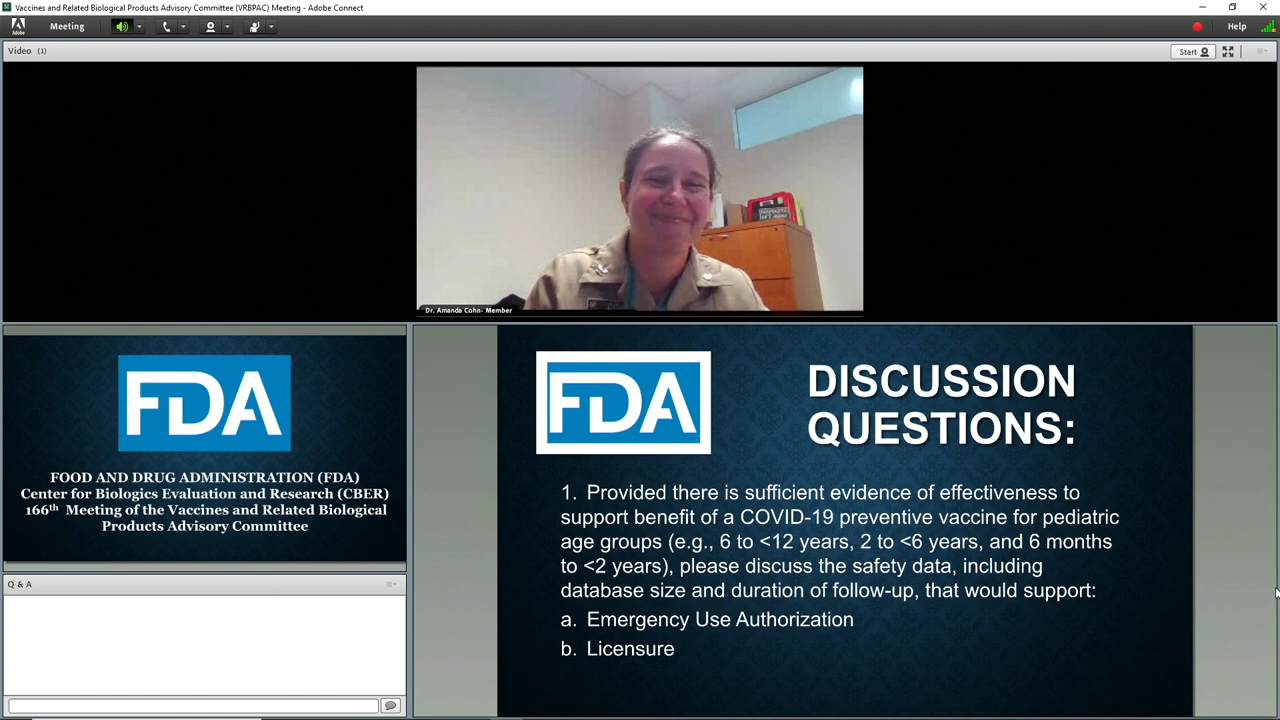 Vaccines and Related Biological Products Advisory Committee (VRBPAC) Meeting - Adobe Connect
Meeting
Help
Video (1)
Start
Dr. Amanda Cohn- Member
FDA
FOOD AND DRUG ADMINISTRATION (FDA)
Center for Biologics Evaluation and Research (CBER)
166th Meeting of the Vaccines and Related Biological
Products Advisory Committee
Q & A
FDA
DISCUSSION
QUESTIONS:
1. Provided there is sufficient evidence of effectiveness to
support benefit of a COVID-19 preventive vaccine for pediatric
age groups (e.g., 6 to <12 years, 2 to <6 years, and 6 months
to <2 years), please discuss the safety data, including
database size and duration of follow-up, that would support:
a. Emergency Use Authorization
b. Licensure